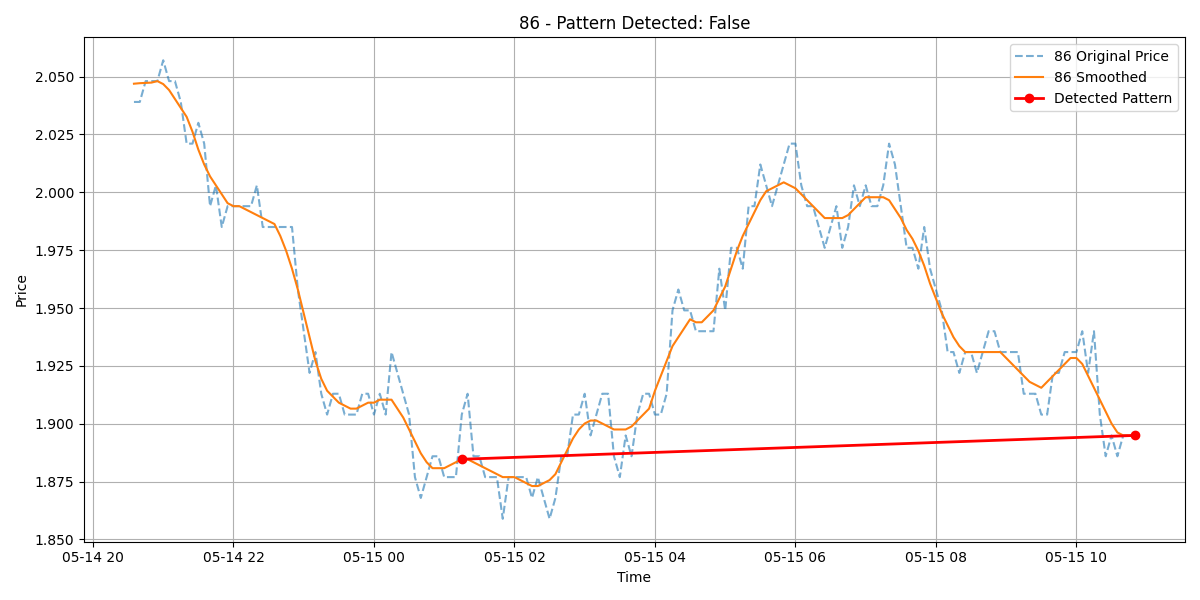 86 - Pattern Detected: False
86 Original Price
86 Smoothed
Detected Pattern
Price
2.050
2.025
2.000
1.975
1.950
1.925
1.900
1.875
1.850
05-14 20
05-14 22
05-15 00
05-15 02
05-15 04
05-15 06
05-15 08
05-15 10
Time